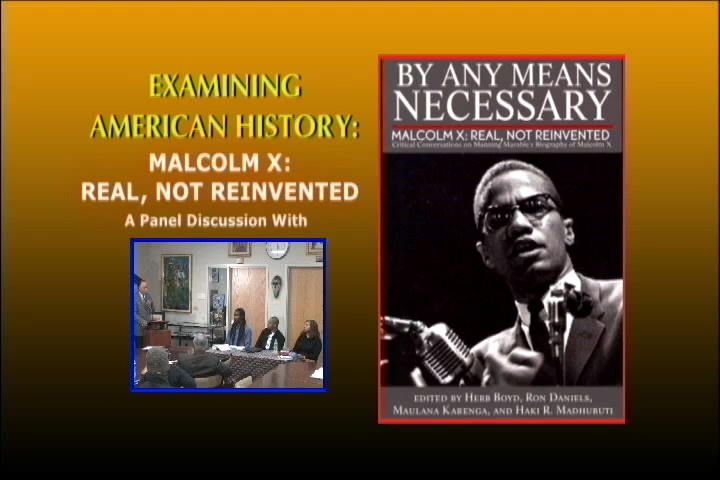 EXAMINING
AMERICAN HISTORY:
MALCOLM X:
REAL, NOT REINVENTED
A Panel Discussion With
BY ANY MEANS
NECESSARY
MALCOLM X: REAL, NOT REINVENTED
Critical Conversations on Manning Marable's Biography of Malcolm X
EDITED BY HERB BOYD, RON DANIELS,
MAULANA KARENGA, AND HAKI R. MADHUBUTI